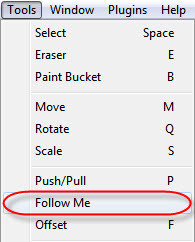 Tools Window Plugins Help
Select Space
Eraser E
Paint Bucket B
Move M
Rotate Q
Scale S
Push/Pull P
Follow Me
Offset F